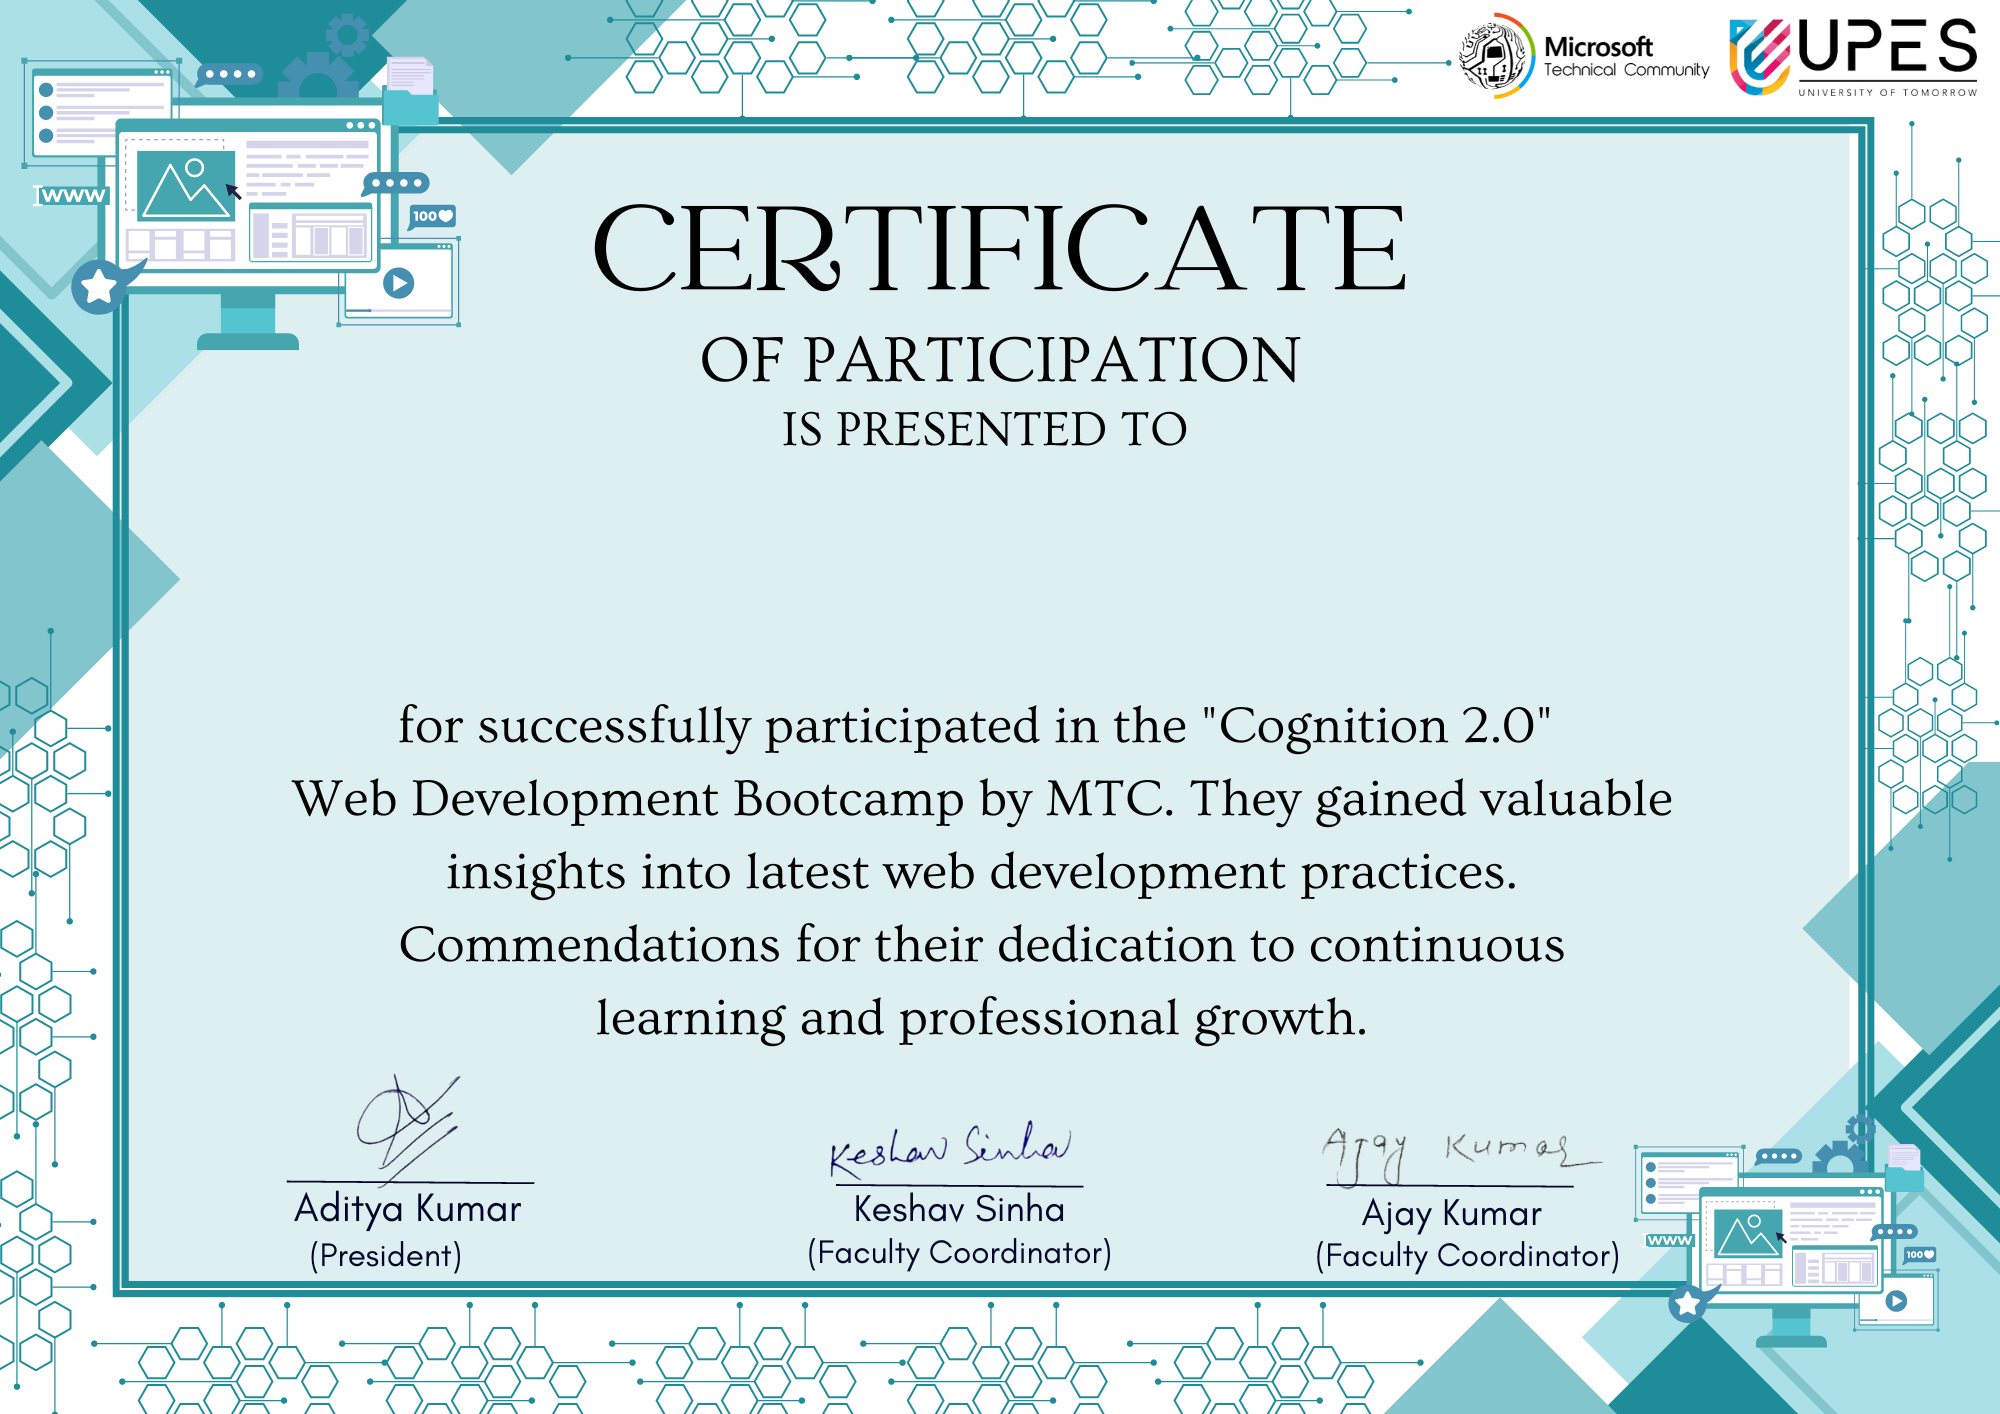 Microsoft
Technical Community
UPES
UNIVERSITY OF TOMORROW
WWW
100
CERTIFICATE
OF PARTICIPATION
IS PRESENTED TO
for successfully participated in the "Cognition 2.0"
Web Development Bootcamp by MTC. They gained valuable
insights into latest web development practices.
Commendations for their dedication to continuous
learning and professional growth.
Keshav Sinha
Ajay Kumar
Aditya Kumar
(President)
Keshav Sinha
(Faculty Coordinator)
Ajay Kumar
(Faculty Coordinator)
WWW
100